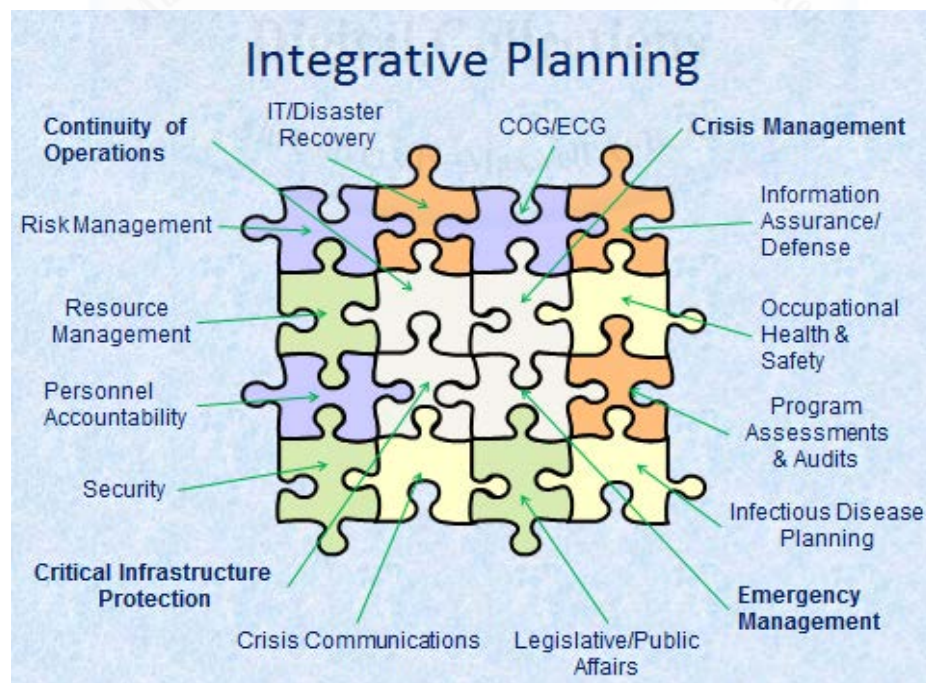 Integrative Planning
IT/Disaster
Recovery
COG/ECG
Continuity of
Operations
Crisis Management
Risk Management
Information
Assurance/
Defense
Resource
Management
Occupational
Health &
Safety
Personnel
Accountability
Program
Assessments
& Audits
Security
Infectious Disease
Planning
Critical Infrastructure
Protection
Emergency
Management
Crisis Communications
Legislative/Public
Affairs